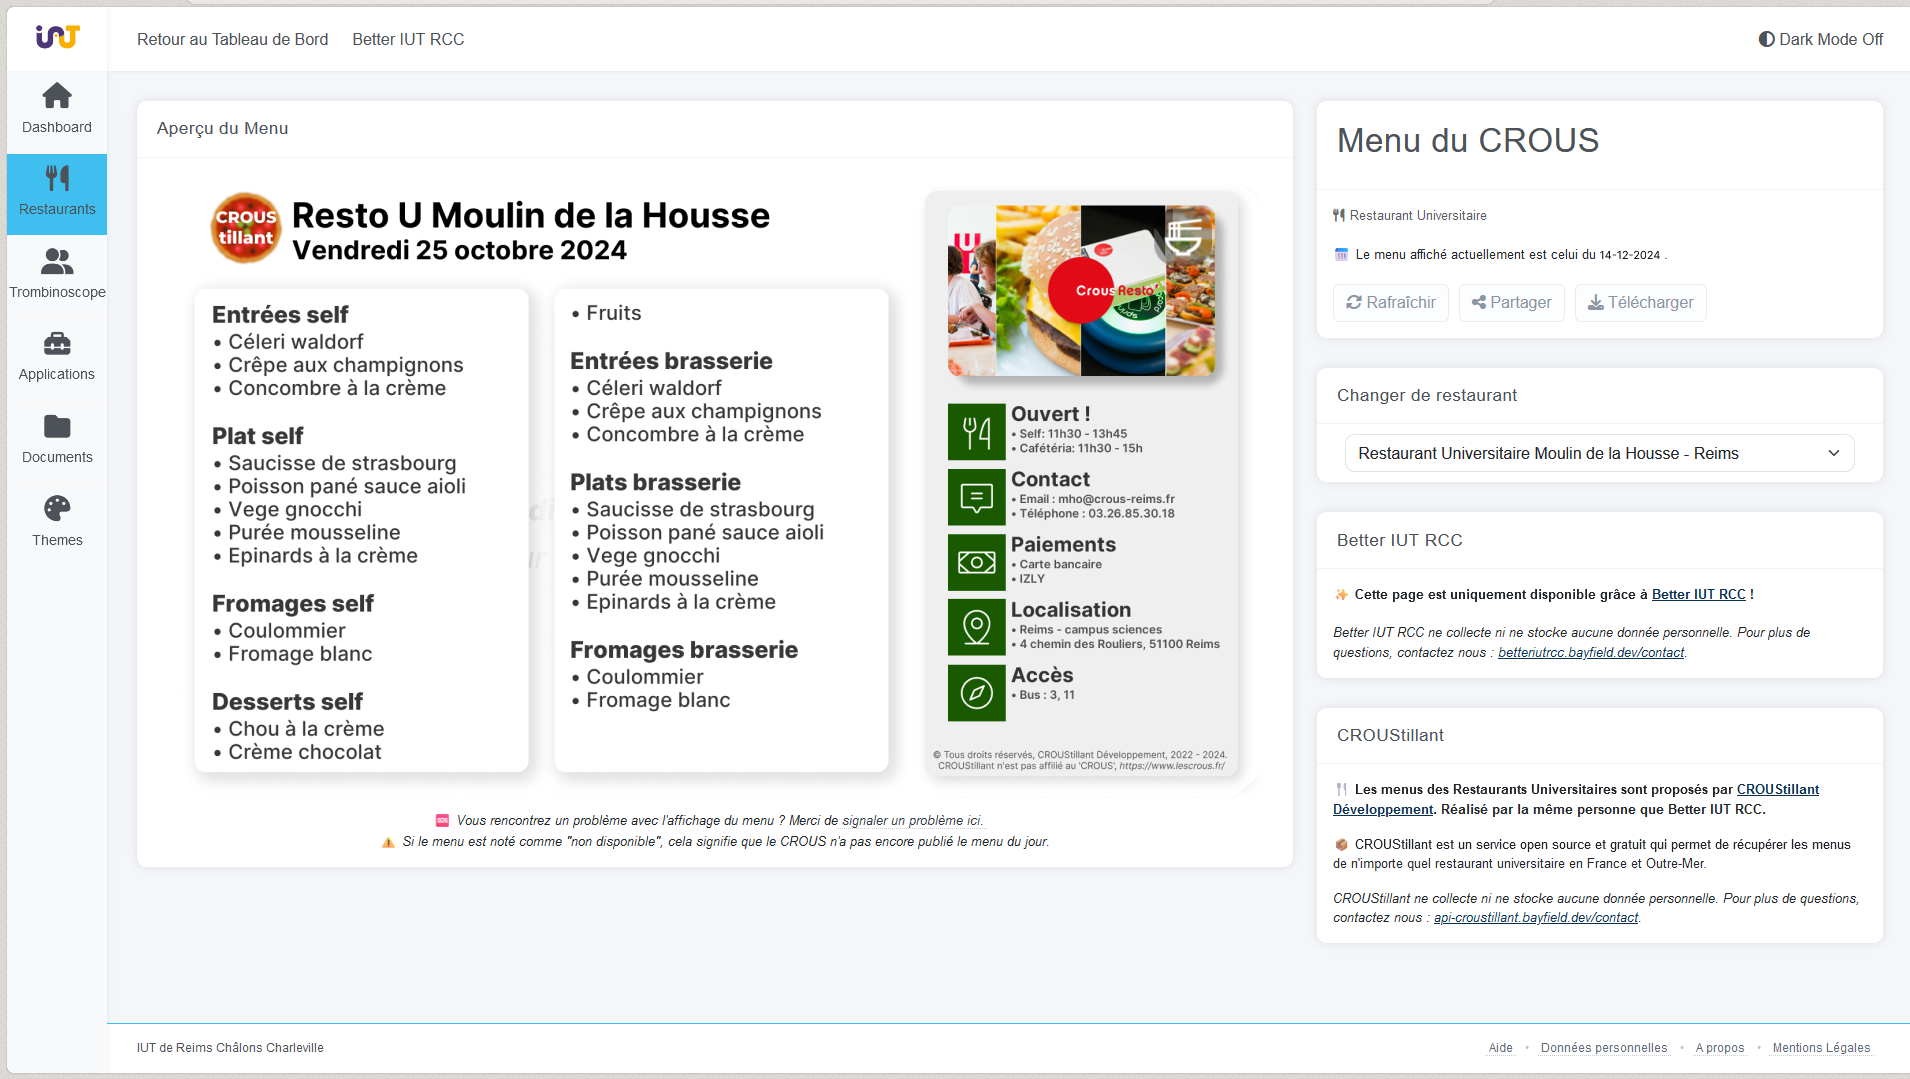 Retour au Tableau de Bord
Better IUT RCC
Dark Mode Off
Dashboard
Restaurants
Trombinoscope
Applications
Documents
Themes
Aperçu du Menu
CROUS
tillant
Resto U Moulin de la Housse
Vendredi 25 octobre 2024
Entrées self
• Céleri waldorf
• Crêpe aux champignons
• Concombre à la crème
Plat self
• Saucisse de strasbourg
• Poisson pané sauce aioli
• Vege gnocchi
• Purée mousseline
• Epinards à la crème
Fromages self
• Coulommier
• Fromage blanc
Desserts self
• Chou à la crème
• Crème chocolat
• Fruits
Entrées brasserie
• Céleri waldorf
• Crêpe aux champignons
• Concombre à la crème
Plats brasserie
• Saucisse de strasbourg
• Poisson pané sauce aioli
• Vege gnocchi
• Purée mousseline
• Epinards à la crème
Fromages brasserie
• Coulommier
• Fromage blanc
Crous Resto'
Ouvert !
• Self: 11h30 - 13h45
• Cafétéria: 11h30 - 15h
Contact
• Email : mho@crous-reims.fr
• Téléphone : 03.26.85.30.18
Paiements
• Carte bancaire
• IZLY
Localisation
• Reims - campus sciences
• 4 chemin des Rouliers, 51100 Reims
Accès
• Bus : 3, 11
© Tous droits réservés, CROUStillant Développement, 2022 - 2024.
CROUStillant n'est pas affilié au 'CROUS', https://www.lescrous.fr/
SOS Vous rencontrez un problème avec l'affichage du menu ? Merci de signaler un problème ici.
Si le menu est noté comme "non disponible", cela signifie que le CROUS n'a pas encore publié le menu du jour.
Menu du CROUS
Restaurant Universitaire
Le menu affiché actuellement est celui du 14-12-2024 .
Rafraîchir
Partager
Télécharger
Changer de restaurant
Restaurant Universitaire Moulin de la Housse - Reims
Better IUT RCC
Cette page est uniquement disponible grâce à Better IUT RCC !
Better IUT RCC ne collecte ni ne stocke aucune donnée personnelle. Pour plus de
questions, contactez nous : betteriutrcc.bayfield.dev/contact.
CROUStillant
Les menus des Restaurants Universitaires sont proposés par CROUStillant
Développement. Réalisé par la même personne que Better IUT RCC.
CROUStillant est un service open source et gratuit qui permet de récupérer les menus
de n'importe quel restaurant universitaire en France et Outre-Mer.
CROUStillant ne collecte ni ne stocke aucune donnée personnelle. Pour plus de questions,
contactez nous : api-croustillant.bayfield.dev/contact.
IUT de Reims Châlons Charleville
Aide • Données personnelles • A propos • Mentions Légales